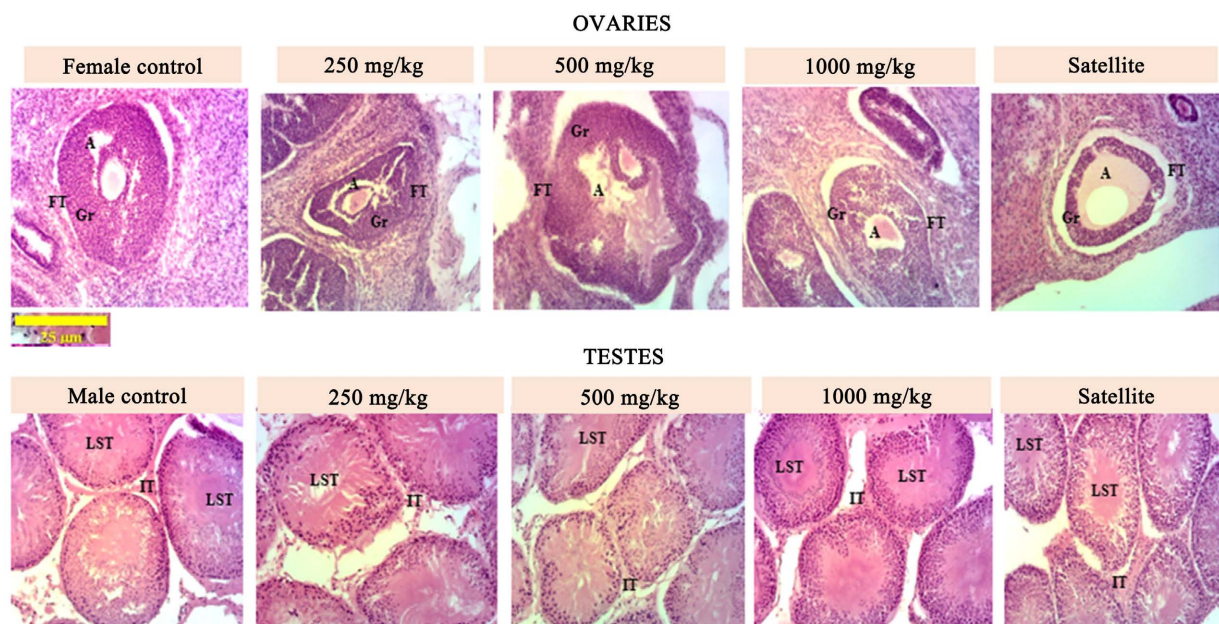 OVARIES
Female control 250 mg/kg 500 mg/kg 1000 mg/kg Satellite
A FT Gr
A Gr FT
Gr FT A
A FT
A FT Gr
25 μm
TESTES
Male control 250 mg/kg 500 mg/kg 1000 mg/kg Satellite
LST IT LST
LST IT
LST IT
LST IT LST
LST LST IT